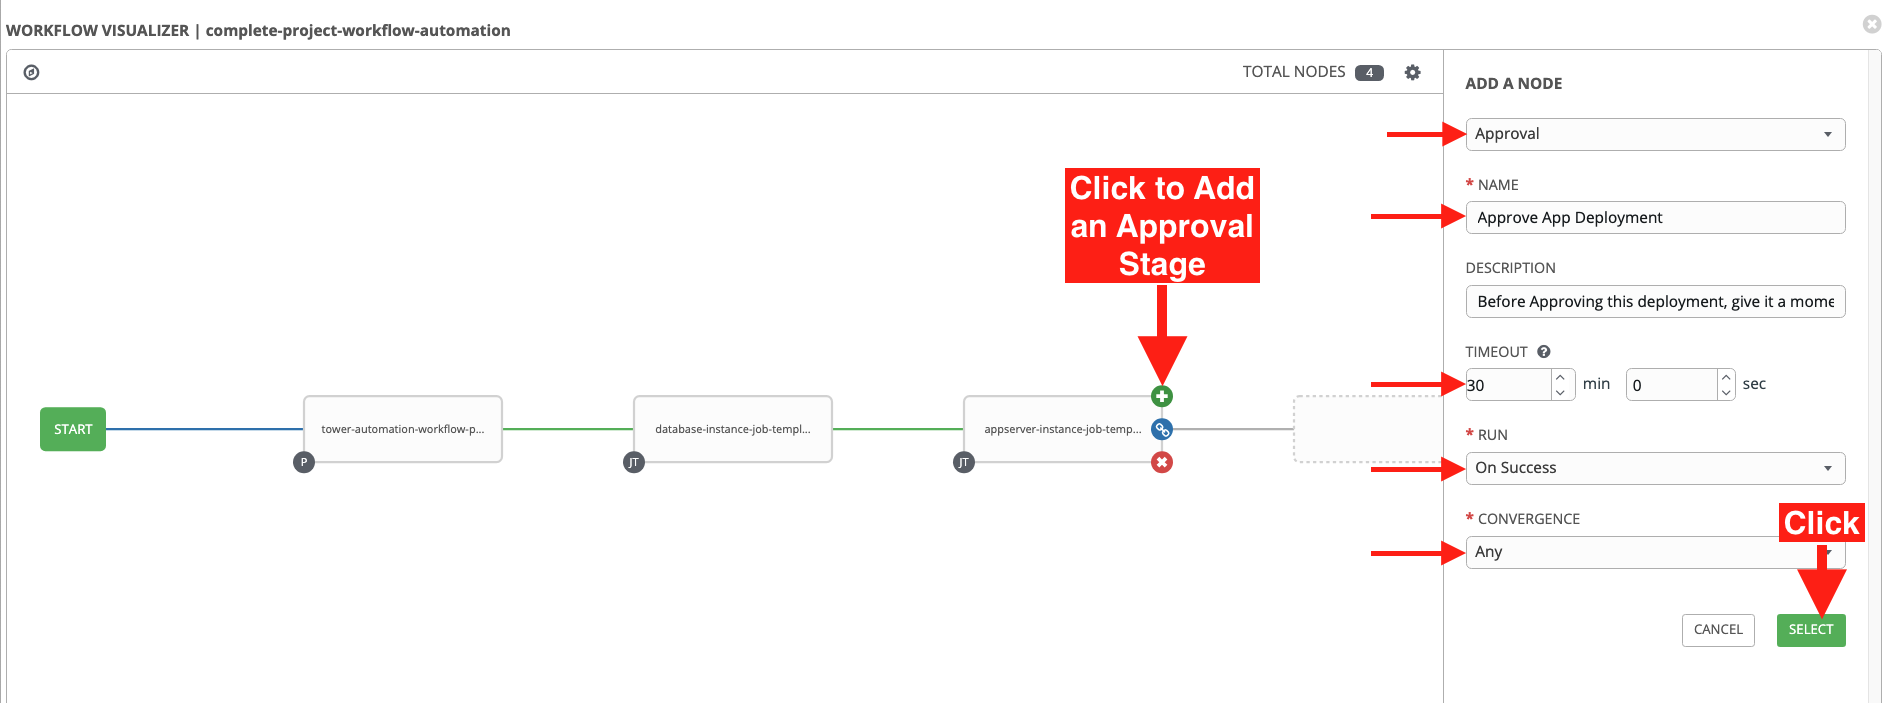 WORKFLOW VISUALIZER | complete-project-workflow-automation
TOTAL NODES 4
ADD A NODE
Approval
* NAME
Approve App Deployment
DESCRIPTION
Before Approving this deployment, give it a mome
TIMEOUT ?
30 min 0 sec
* RUN
On Success
* CONVERGENCE
Any
CANCEL SELECT
Click to Add
an Approval
Stage
Click
START
tower-automation-workflow-p...
P
database-instance-job-templ...
JT
appserver-instance-job-temp...
JT